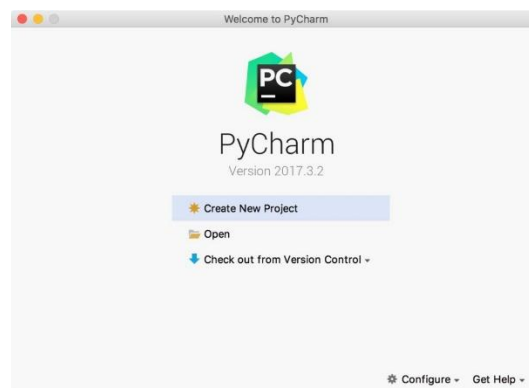 Welcome to PyCharm
PC
PyCharm
Version 2017.3.2
Create New Project
Open
Check out from Version Control
Configure Get Help